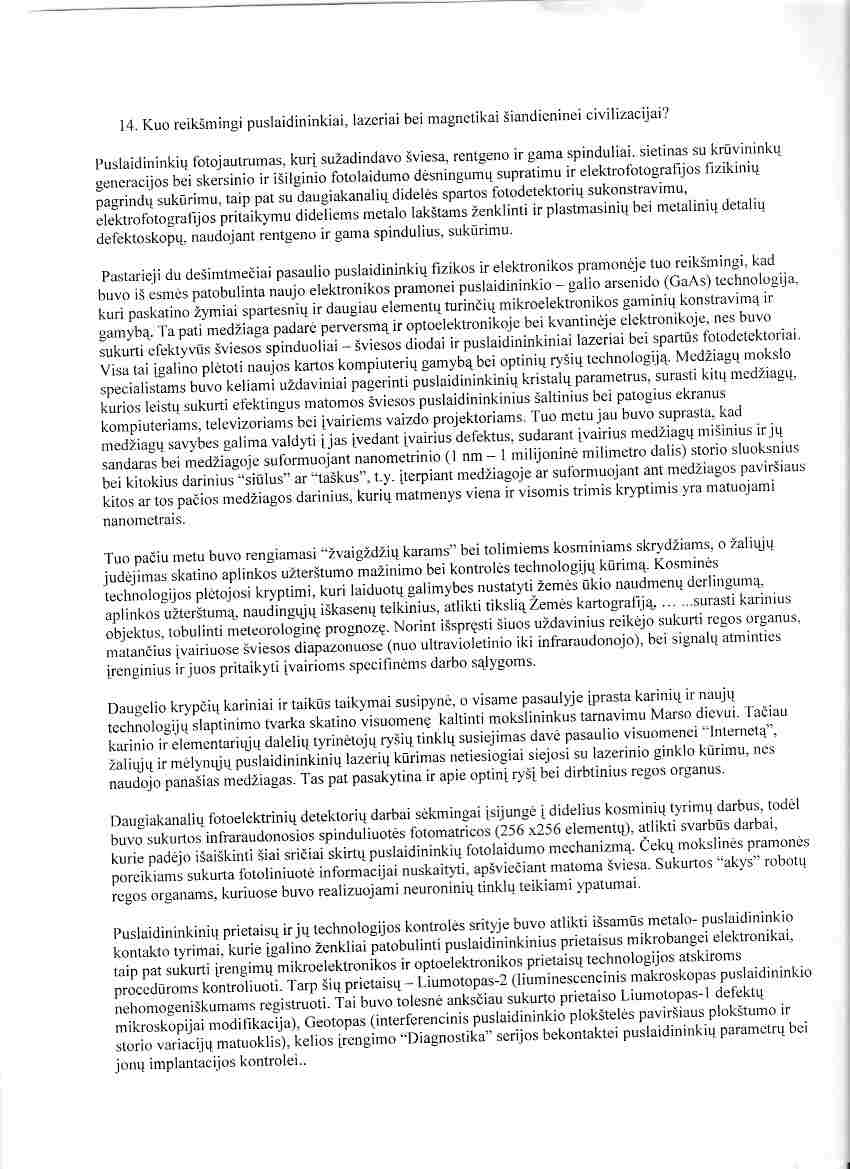 14. Kuo reikšmingi puslaidininkiai, lazeriai bei magnetikai šiandieninei civilizacijai?
Puslaidininkių fotojautrumas, kurį sužadindavo šviesa, rentgeno ir gama spinduliai. sietinas su krūvininkų
generacijos bei skersinio ir išilginio fotolaidumo dėsningumų supratimu ir elektrofotografijos fizikinių
pagrindų sukūrimu, taip pat su daugiakanalių didelės spartos fotodetektorių sukonstravimu,
elektrofotografijos pritaikymu dideliems metalo lakštams ženklinti ir plastmasinių bei metalinių detalių
defektoskopų, naudojant rentgeno ir gama spindulius, sukūrimu.
Pastarieji du dešimtmečiai pasaulio puslaidininkių fizikos ir elektronikos pramonėje tuo reikšmingi, kad
buvo iš esmės patobulinta naujo elektronikos pramonei puslaidininkio – galio arsenido (GaAs) technologija,
kuri paskatino žymiai spartesnių ir daugiau elementų turinčių mikroelektronikos gaminių konstravimą ir
gamybą. Ta pati medžiaga padarė perversmą ir optoelektronikoje bei kvantinėje elektronikoje, nes buvo
sukurti efektyvūs šviesos spinduoliai – šviesos diodai ir puslaidininkiniai lazeriai bei spartūs fotodetektoriai.
Visa tai įgalino plėtoti naujos kartos kompiuterių gamybą bei optinių ryšių technologiją. Medžiagų mokslo
specialistams buvo keliami uždaviniai pagerinti puslaidininkinių kristalų parametrus, surasti kitų medžiagų,
kurios leistų sukurti efektingus matomos šviesos puslaidininkinius šaltinius bei patogius ekranus
kompiuteriams, televizoriams bei įvairiems vaizdo projektoriams. Tuo metu jau buvo suprasta, kad
medžiagų savybes galima valdyti į jas įvedant įvairius defektus, sudarant įvairius medžiagų mišinius ir jų
sandaras bei medžiagoje suformuojant nanometrinio (1 nm – 1 milijoninė milimetro dalis) storio sluoksnius
bei kitokius darinius “siūlus” ar “taškus”, t.y. įterpiant medžiagoje ar suformuojant ant medžiagos paviršiaus
kitos ar tos pačios medžiagos darinius, kurių matmenys viena ir visomis trimis kryptimis yra matuojami
nanometrais.
Tuo pačiu metu buvo rengiamasi “žvaigždžių karams” bei tolimiems kosminiams skrydžiams, o žaliųjų
judėjimas skatino aplinkos užterštumo mažinimo bei kontrolės technologijų kūrimą. Kosminės
technologijos plėtojosi kryptimi, kuri laiduotų galimybes nustatyti žemės ūkio naudmenų derlingumą,
aplinkos užterštumą, naudingųjų iškasenų telkinius, atlikti tikslią Žemės kartografiją, … ...surasti karinius
objektus, tobulinti meteorologinę prognozę. Norint išspręsti šiuos uždavinius reikėjo sukurti regos organus,
matančius įvairiuose šviesos diapazonuose (nuo ultravioletinio iki infraraudonojo), bei signalų atminties
įrenginius ir juos pritaikyti įvairioms specifinėms darbo sąlygoms.
Daugelio krypčių kariniai ir taikūs taikymai susipynė, o visame pasaulyje įprasta karinių ir naujų
technologijų slaptinimo tvarka skatino visuomenę kaltinti mokslininkus tarnavimu Marso dievui. Tačiau
karinio ir elementariųjų dalelių tyrinėtojų ryšių tinklų susiejimas davė pasaulio visuomenei “Internetą”,
žaliųjų ir mėlynųjų puslaidininkinių lazerių kūrimas netiesiogiai siejosi su lazerinio ginklo kūrimu, nes
naudojo panašias medžiagas. Tas pat pasakytina ir apie optinį ryšį bei dirbtinius regos organus.
Daugiakanalių fotoelektrinių detektorių darbai sėkmingai įsijungė į didelius kosminių tyrimų darbus, todėl
buvo sukurtos infraraudonosios spinduliuotės fotomatricos (256 x256 elementų), atlikti svarbūs darbai,
kurie padėjo išaiškinti šiai sričiai skirtų puslaidininkių fotolaidumo mechanizmą. Čekų mokslinės pramonės
poreikiams sukurta fotoliniuotė informacijai nuskaityti, apšviečiant matoma šviesa. Sukurtos “akys” robotų
regos organams, kuriuose buvo realizuojami neuroninių tinklų teikiami ypatumai.
Puslaidininkinių prietaisų ir jų technologijos kontrolės srityje buvo atlikti išsamūs metalo- puslaidininkio
kontakto tyrimai, kurie įgalino ženkliai patobulinti puslaidininkinius prietaisus mikrobangei elektronikai,
taip pat sukurti įrengimų mikroelektronikos ir optoelektronikos prietaisų technologijos atskiroms
procedūroms kontroliuoti. Tarp šių prietaisų – Liumotopas-2 (liuminescencinis makroskopas puslaidininkio
nehomogeniškumams registruoti. Tai buvo tolesnė anksčiau sukurto prietaiso Liumotopas-1 defektų
mikroskopijai modifikacija), Geotopas (interferencinis puslaidininkio plokštelės paviršiaus plokštumo ir
storio variacijų matuoklis), kelios įrengimo “Diagnostika” serijos bekontaktei puslaidininkių parametrų bei
jonų implantacijos kontrolei..